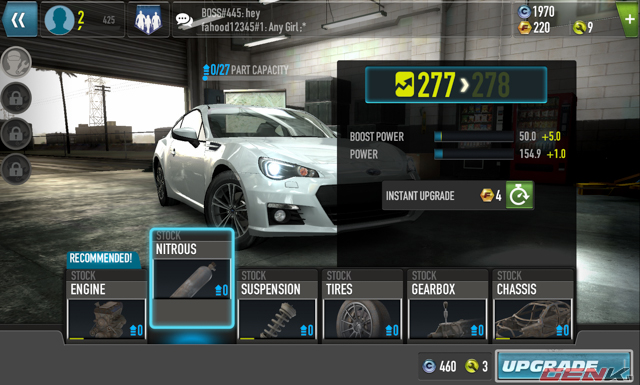 2
425
BOSS#445: hey
fahood12345#1: Any Girl :*
1970
220
9
+
0/27 PART CAPACITY
277 > 278
BOOST POWER 50.0 +5.0
POWER 154.9 +1.0
INSTANT UPGRADE 4
RECOMMENDED!
STOCK
ENGINE
0
STOCK
NITROUS
0
STOCK
SUSPENSION
0
STOCK
TIRES
0
STOCK
GEARBOX
0
STOCK
CHASSIS
0
460
3
UPGRADE
GENK